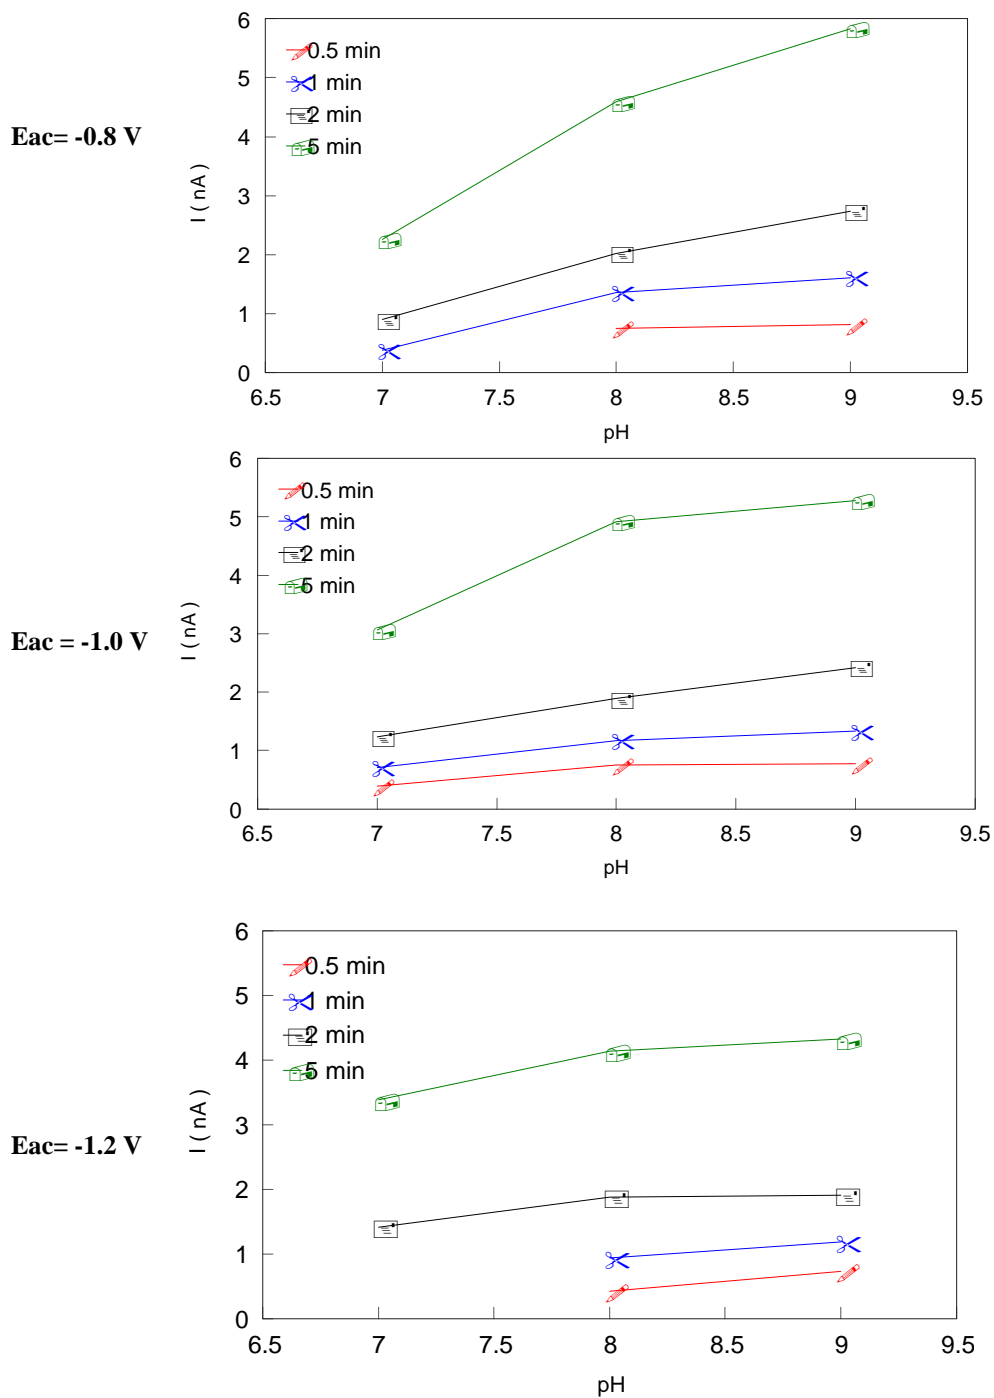 6
0.5 min
5
1 min
2 min
Eac= -0.8 V
4
5 min
I ( nA )
3
2
1
0
6.5 7 7.5 8 8.5 9 9.5
pH
6
0.5 min
5
1 min
2 min
4
5 min
I ( nA )
Eac = -1.0 V
3
2
1
0
6.5 7 7.5 8 8.5 9 9.5
pH
6
0.5 min
5
1 min
2 min
4
5 min
3
I ( nA )
Eac= -1.2 V
2
1
0
6.5 7 7.5 8 8.5 9 9.5
pH